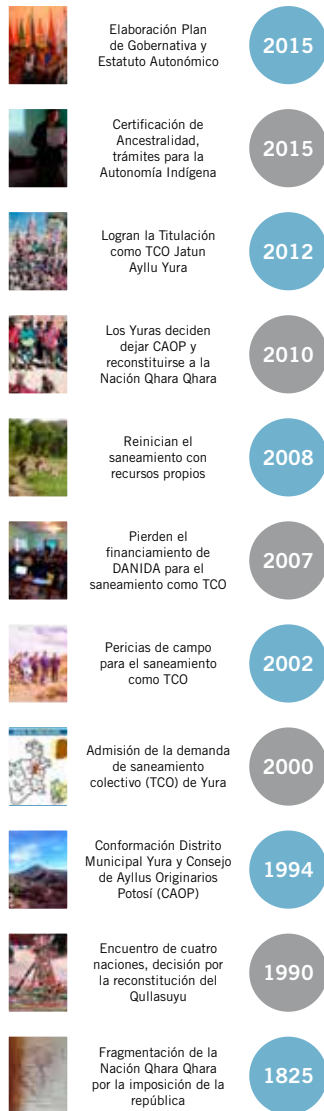 Elaboración Plan
de Gobernativa y
Estatuto Autonómico
2015
Certificación de
Ancestralidad,
trámites para la
Autonomía Indígena
2015
Logran la Titulación
como TCO Jatun
Ayllu Yura
2012
Los Yuras deciden
dejar CAOP y
reconstituirse a la
Nación Qhara Qhara
2010
Reinician el
saneamiento con
recursos propios
2008
Pierden el
financiamiento de
DANIDA para el
saneamiento como TCO
2007
Pericias de campo
para el saneamiento
como TCO
2002
Admisión de la demanda
de saneamiento
colectivo (TCO) de Yura
2000
Conformación Distrito
Municipal Yura y Consejo
de Ayllus Originarios
Potosí (CAOP)
1994
Encuentro de cuatro
naciones, decisión por
la reconstitución del
Qullasuyu
1990
Fragmentación de la
Nación Qhara Qhara
por la imposición de la
república
1825